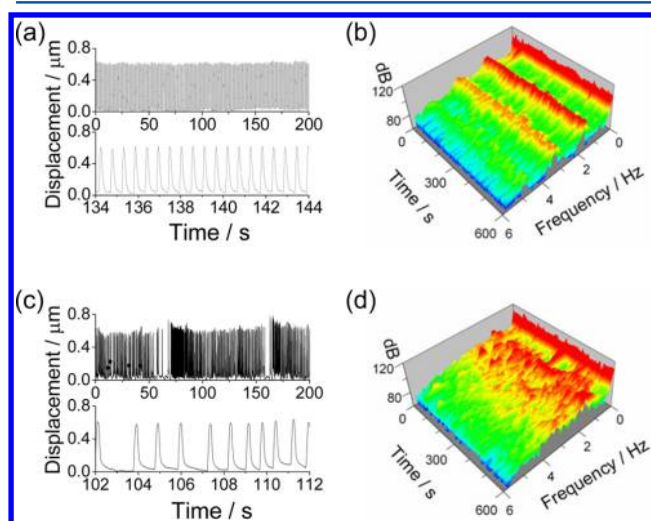 (a)
Displacement / μm
0.8
0.4
0.0
0 50 100 150 200
0.8
0.4
0.0
134 136 138 140 142 144
Time / s
(b)
dB
120
80
0
300
600
Time / s
6 4 2 0
Frequency / Hz
(c)
Displacement / μm
0.8
0.4
0.0
0 50 100 150 200
0.8
0.4
0.0
102 104 106 108 110 112
Time / s
(d)
dB
120
80
0
300
600
Time / s
6 4 2 0
Frequency / Hz